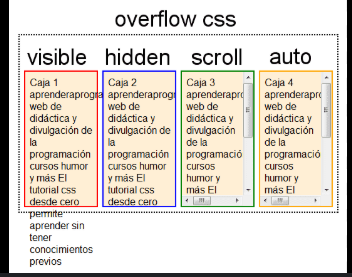 overflow css
visible hidden scroll auto
Caja 1
aprenderaprogra
web de
didáctica y
divulgación de
la
programación
cursos humor
y más El
tutorial css
desde cero
permite
aprender sin
tener
conocimientos
previos
Caja 2
aprenderaprogr
web de
didáctica y
divulgación de
la
programación
cursos humor
y más El
tutorial css
desde cero
Caja 3
aprenderaprog
web de
didáctica y
divulgación
de la
programació
cursos
humor y
más El
Caja 4
aprenderaprog
web de
didáctica y
divulgación
de la
programació
cursos
humor y
más El